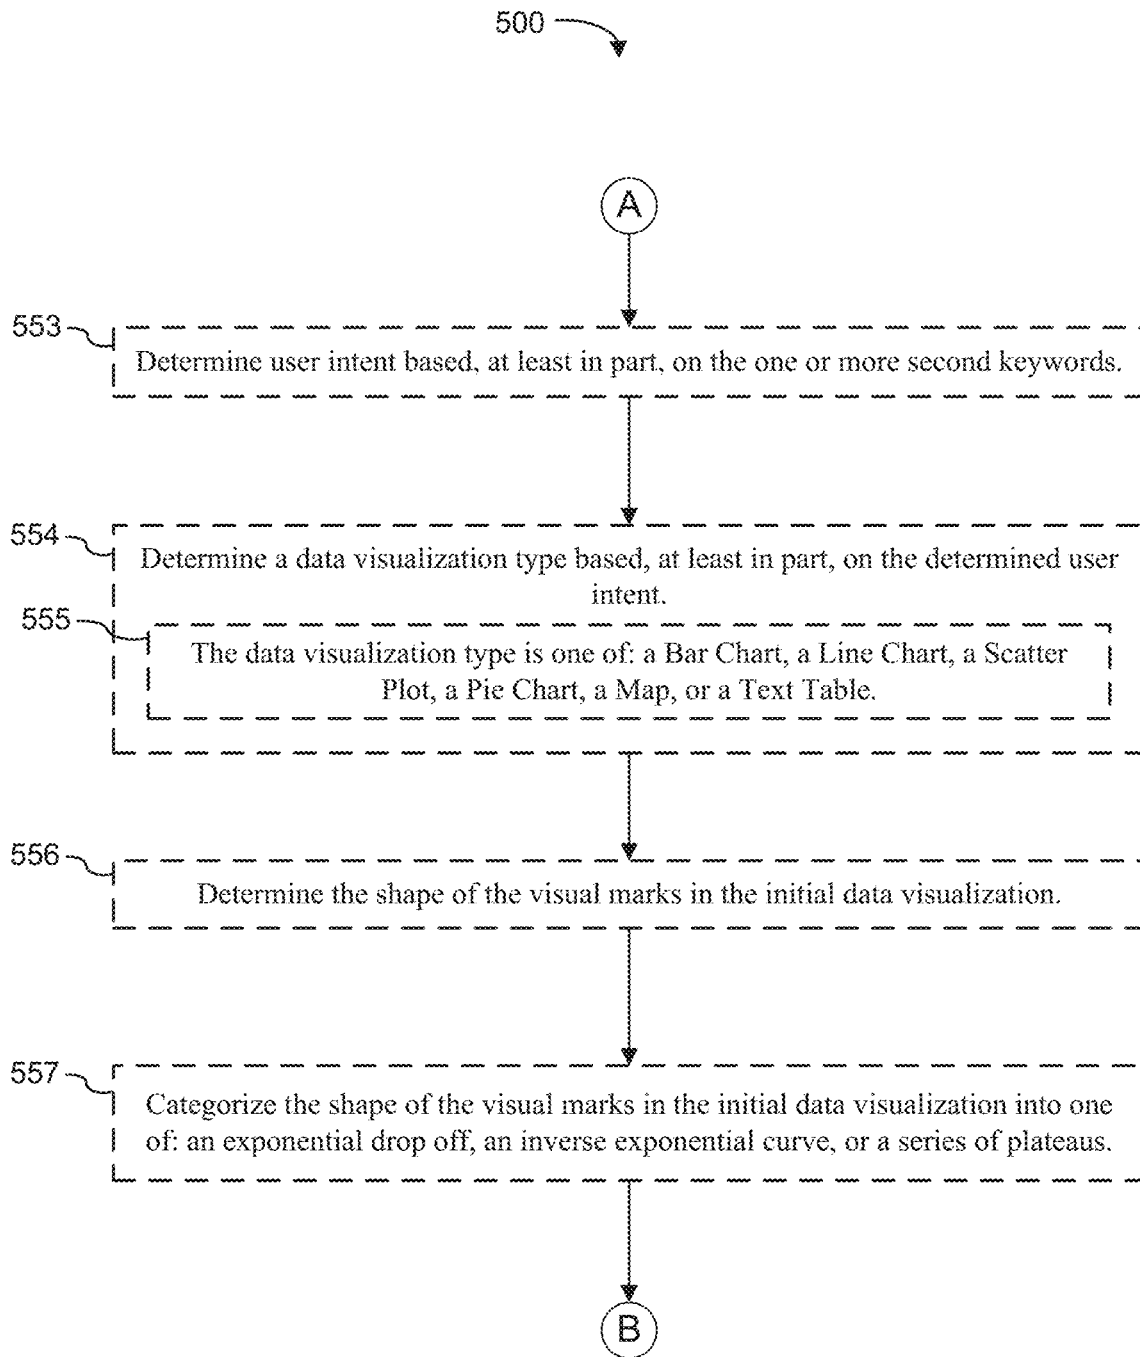 500
A
553
Determine user intent based, at least in part, on the one or more second keywords.
554
Determine a data visualization type based, at least in part, on the determined user
intent.
555
The data visualization type is one of: a Bar Chart, a Line Chart, a Scatter
Plot, a Pie Chart, a Map, or a Text Table.
556
Determine the shape of the visual marks in the initial data visualization.
557
Categorize the shape of the visual marks in the initial data visualization into one
of: an exponential drop off, an inverse exponential curve, or a series of plateaus.
B